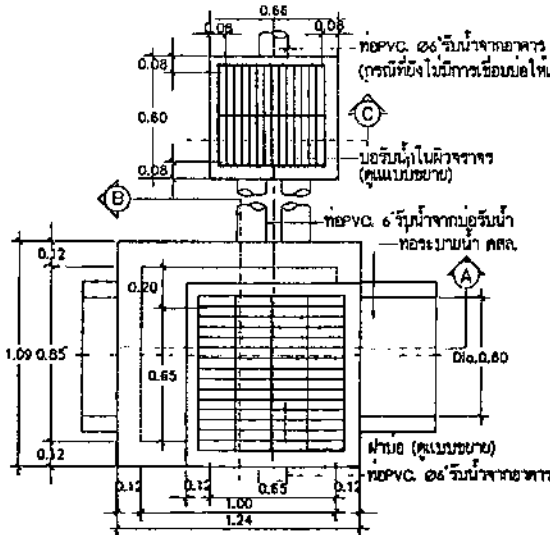 0.66
0.08
0.08
ท่อPVC. Ø6" รับน้ำจากอาคาร
(กรณีที่ยังไม่มีการเชื่อมบ่อให้
0.08
0.60
C
บ่อรับน้ำในผิวจราจร
(ดูแบบขยาย)
0.08
B
ท่อPVC. 6" รับน้ำจากบ่อรับน้ำ
ท่อระบายน้ำ คสล.
A
0.12
0.20
1.09
0.85
0.65
Dia.0.60
0.12
ฝาบ่อ (ดูแบบขยาย)
ท่อPVC. Ø6" รับน้ำจากอาคาร
0.12
0.12
0.65
0.12
1.00
1.24